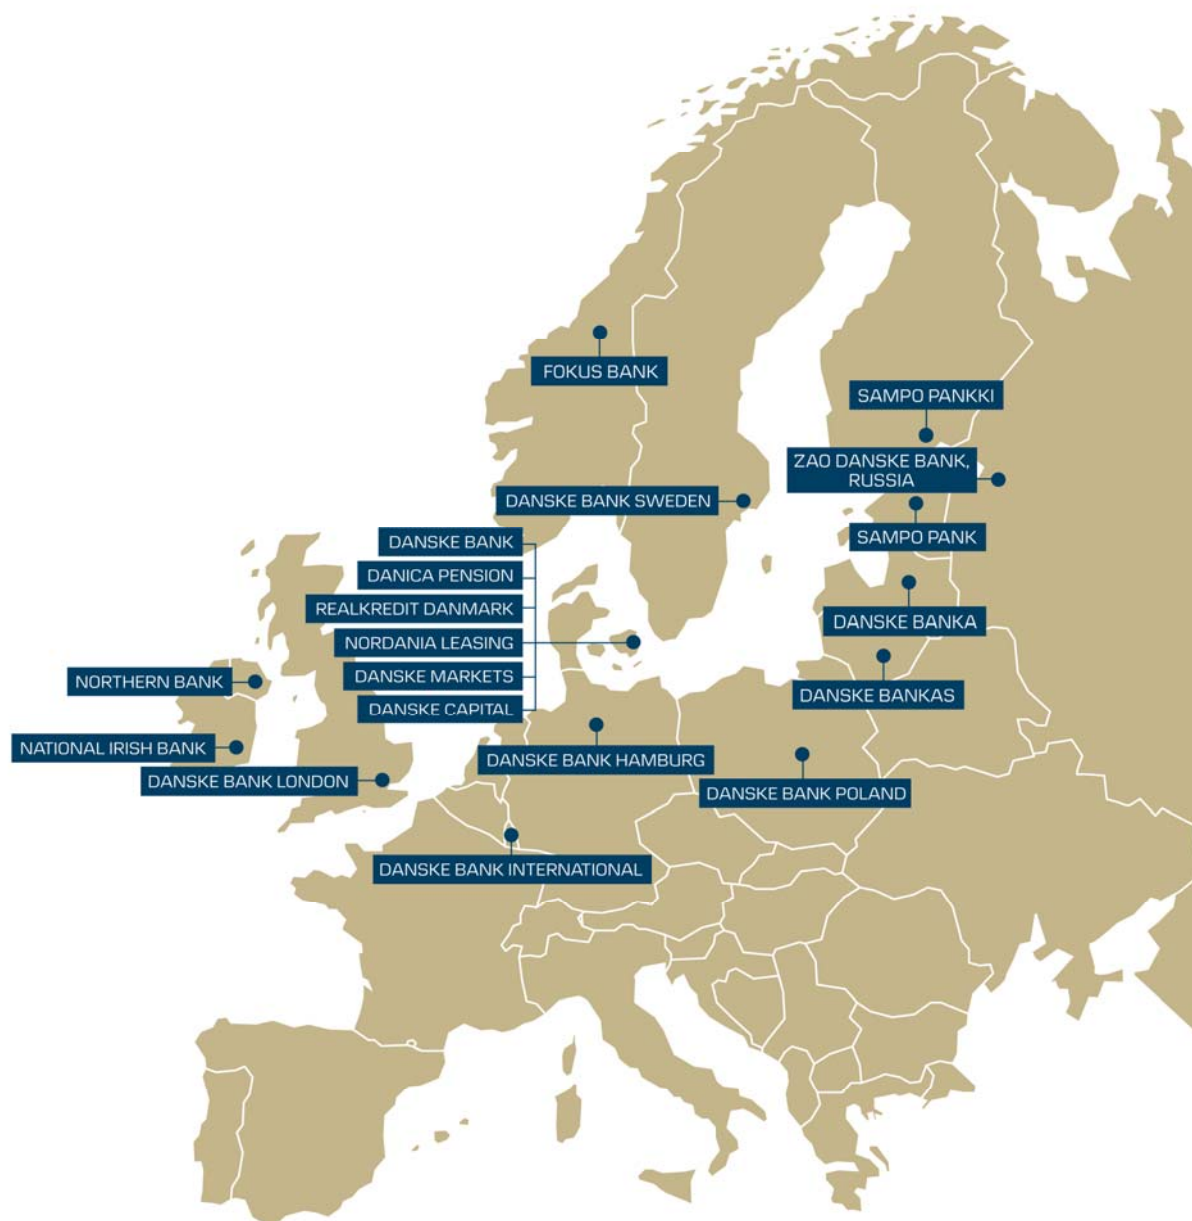 FOKUS BANK
SAMPO PANKKI
ZAO DANSKE BANK,
RUSSIA
DANSKE BANK SWEDEN
SAMPO PANK
DANSKE BANK
DANICA PENSION
REALKREDIT DANMARK
NORDANIA LEASING
DANSKE MARKETS
DANSKE CAPITAL
DANSKE BANKA
DANSKE BANKAS
NORTHERN BANK
NATIONAL IRISH BANK
DANSKE BANK LONDON
DANSKE BANK HAMBURG
DANSKE BANK POLAND
DANSKE BANK INTERNATIONAL